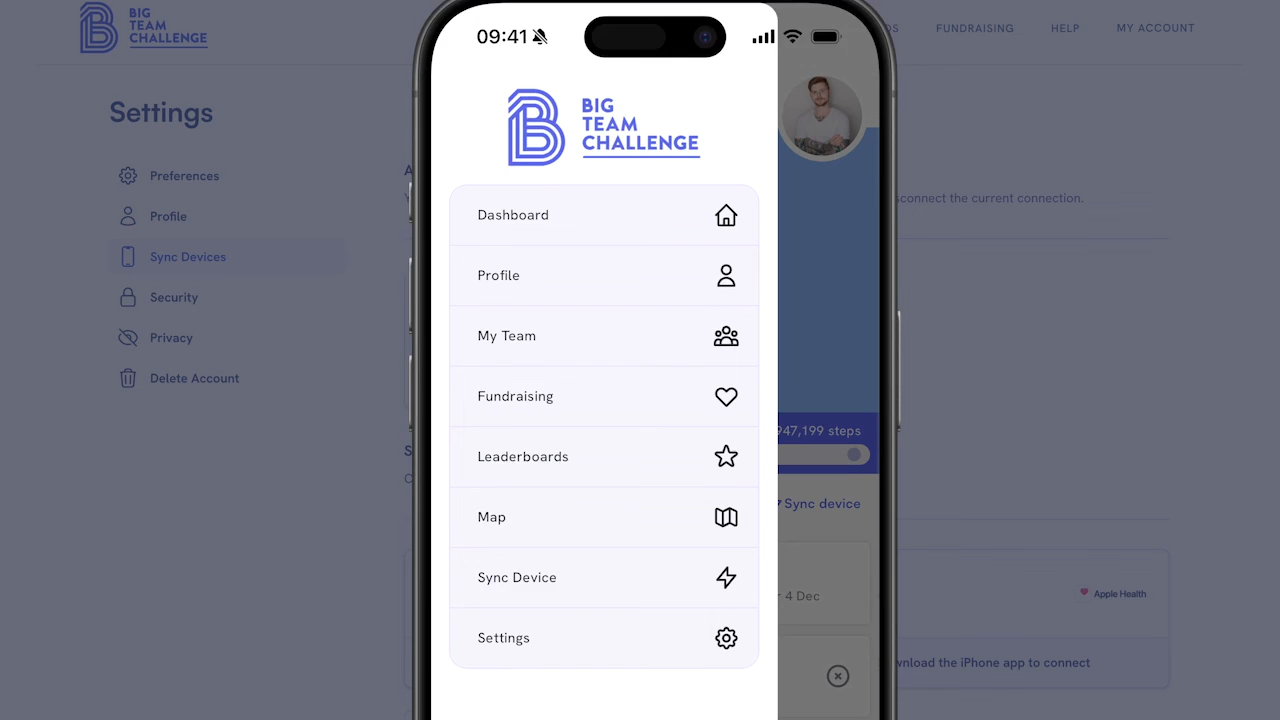 BIG
TEAM
CHALLENGE
FUNDRAISING
HELP
MY ACCOUNT
Settings
Preferences
Profile
Sync Devices
Security
Privacy
Delete Account
09:41
BIG
TEAM
CHALLENGE
Dashboard
Profile
My Team
Fundraising
Leaderboards
Map
Sync Device
Settings
947,199 steps
Sync device
4 Dec
the current connection.
Apple Health
the iPhone app to connect